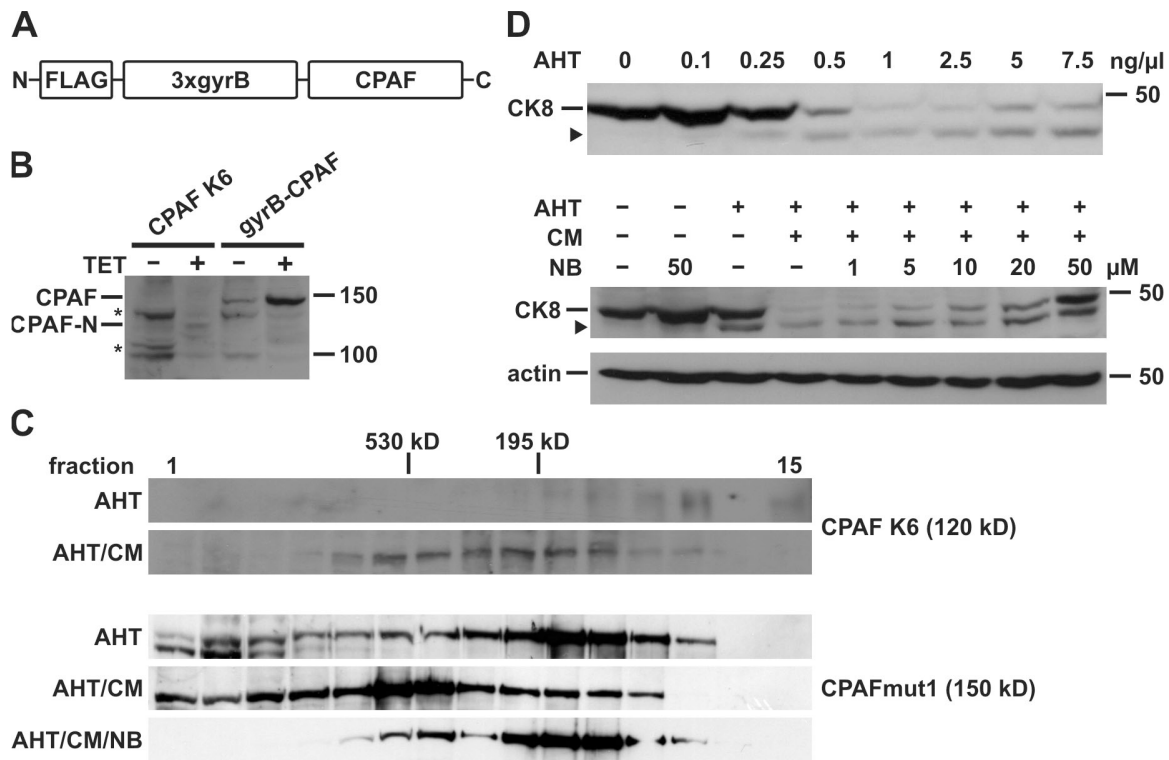 A
N FLAG 3xgyrB CPAF C
B
CPAF K6 gyrB-CPAF
TET – + – +
CPAF 150
*
CPAF-N
*
100
C
530 kD 195 kD
fraction 1 15
AHT
AHT/CM
CPAF K6 (120 kD)
AHT
AHT/CM
AHT/CM/NB
CPAFmut1 (150 kD)
D
AHT 0 0.1 0.25 0.5 1 2.5 5 7.5 ng/µl
CK8 50
AHT – – + + + + + + +
CM – – – + + + + + +
NB – 50 – – 1 5 10 20 50 µM
CK8 50
actin 50